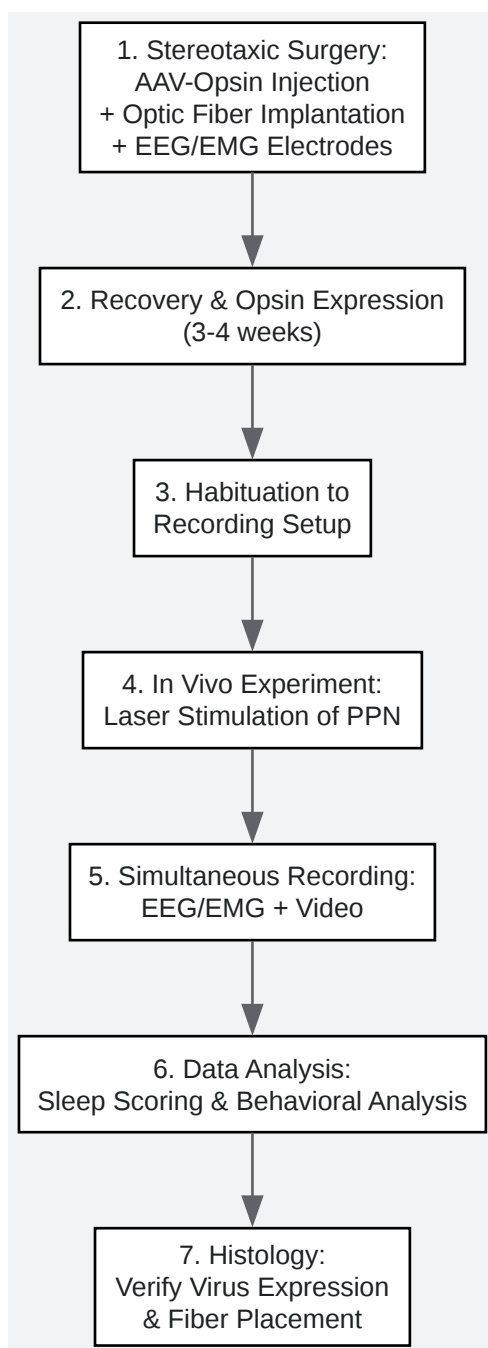 1. Stereotaxic Surgery:
AAV-Opsin Injection
+ Optic Fiber Implantation
+ EEG/EMG Electrodes
2. Recovery & Opsin Expression
(3-4 weeks)
3. Habituation to
Recording Setup
4. In Vivo Experiment:
Laser Stimulation of PPN
5. Simultaneous Recording:
EEG/EMG + Video
6. Data Analysis:
Sleep Scoring & Behavioral Analysis
7. Histology:
Verify Virus Expression
& Fiber Placement